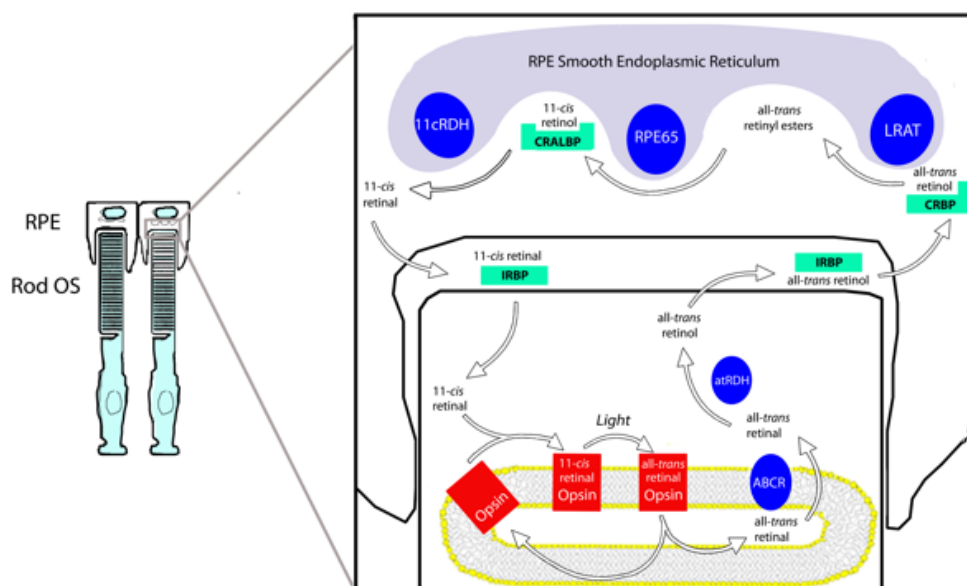 RPE Smooth Endoplasmic Reticulum
11cRDH
11-cis
retinol
CRALBP
RPE65
all-trans
retinyl esters
LRAT
all-trans
retinol
CRBP
11-cis
retinal
RPE
Rod OS
11-cis retinal
IRBP
IRBP
all-trans retinol
all-trans
retinol
atRDH
11-cis
retinal
Light
all-trans
retinal
Opsin
11-cis
retinal
Opsin
all-trans
retinal
Opsin
ABCR
all-trans
retinal